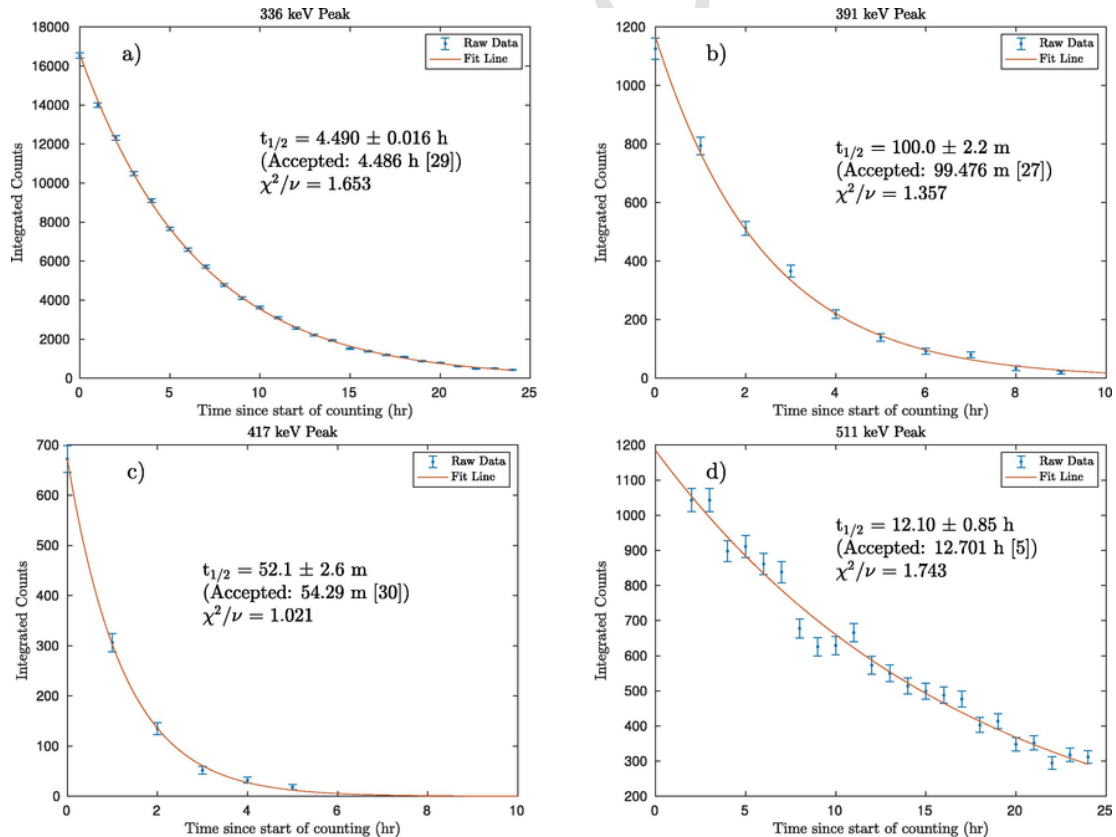 336 keV Peak
18000
16000
14000
12000
10000
8000
6000
4000
2000
0
Integrated Counts
a)
Raw Data
Fit Line
t1/2 = 4.490 ± 0.016 h
(Accepted: 4.486 h [29])
χ2/ν = 1.653
0 5 10 15 20 25
Time since start of counting (hr)
391 keV Peak
1200
1000
800
600
400
200
0
Integrated Counts
b)
Raw Data
Fit Line
t1/2 = 100.0 ± 2.2 m
(Accepted: 99.476 m [27])
χ2/ν = 1.357
0 2 4 6 8 10
Time since start of counting (hr)
417 keV Peak
700
600
500
400
300
200
100
0
Integrated Counts
c)
Raw Data
Fit Line
t1/2 = 52.1 ± 2.6 m
(Accepted: 54.29 m [30])
χ2/ν = 1.021
0 2 4 6 8 10
Time since start of counting (hr)
511 keV Peak
1200
1100
1000
900
800
700
600
500
400
300
200
Integrated Counts
d)
Raw Data
Fit Line
t1/2 = 12.10 ± 0.85 h
(Accepted: 12.701 h [5])
χ2/ν = 1.743
0 5 10 15 20 25
Time since start of counting (hr)